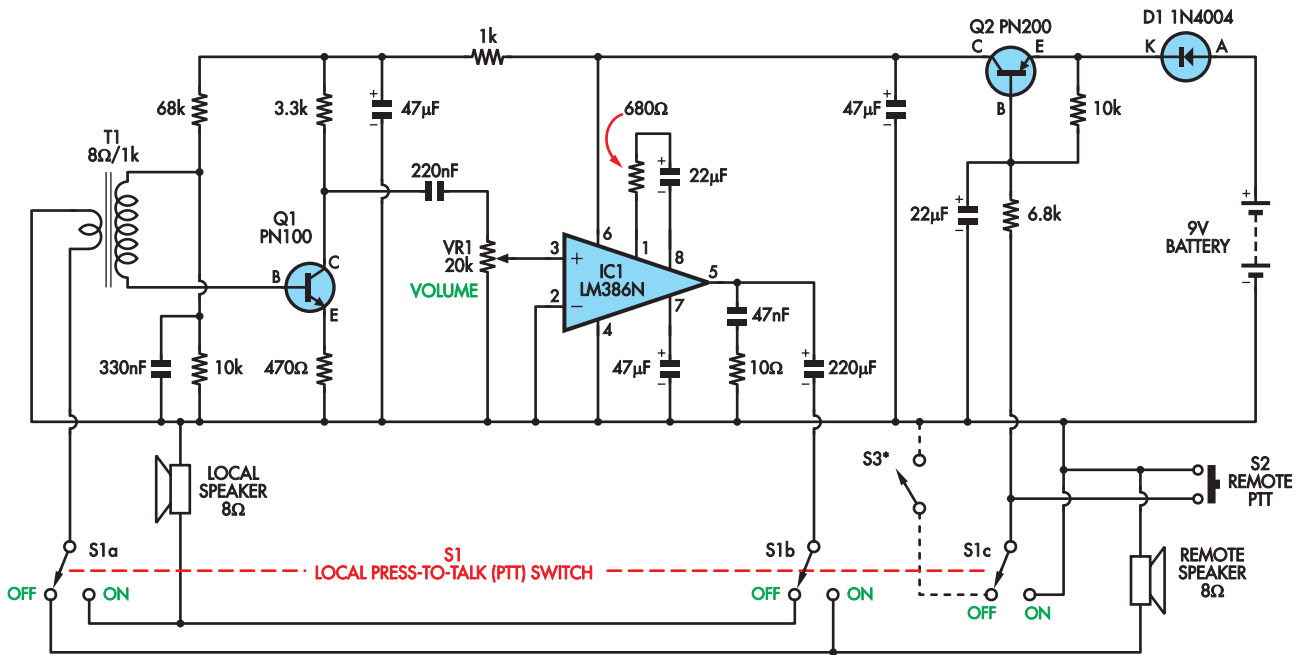 Q2 PN200
D1 1N4004
C
E
K
A
B
1k
68k
3.3k
+
47µF
−
680Ω
+
47µF
−
10k
T1
8Ω/1k
220nF
+
22µF
−
Q1
PN100
+
22µF
−
6.8k
+
9V
BATTERY
−
VR1
20k
VOLUME
B
C
E
3
+
2
−
6
1
8
IC1
LM386N
5
7
4
47nF
330nF
10k
470Ω
47µF
+
−
10Ω
+
220µF
−
LOCAL
SPEAKER
8Ω
S3*
S2
REMOTE
PTT
S1a
S1
LOCAL PRESS-TO-TALK (PTT) SWITCH
S1b
S1c
REMOTE
SPEAKER
8Ω
OFF
ON
OFF
ON
OFF
ON